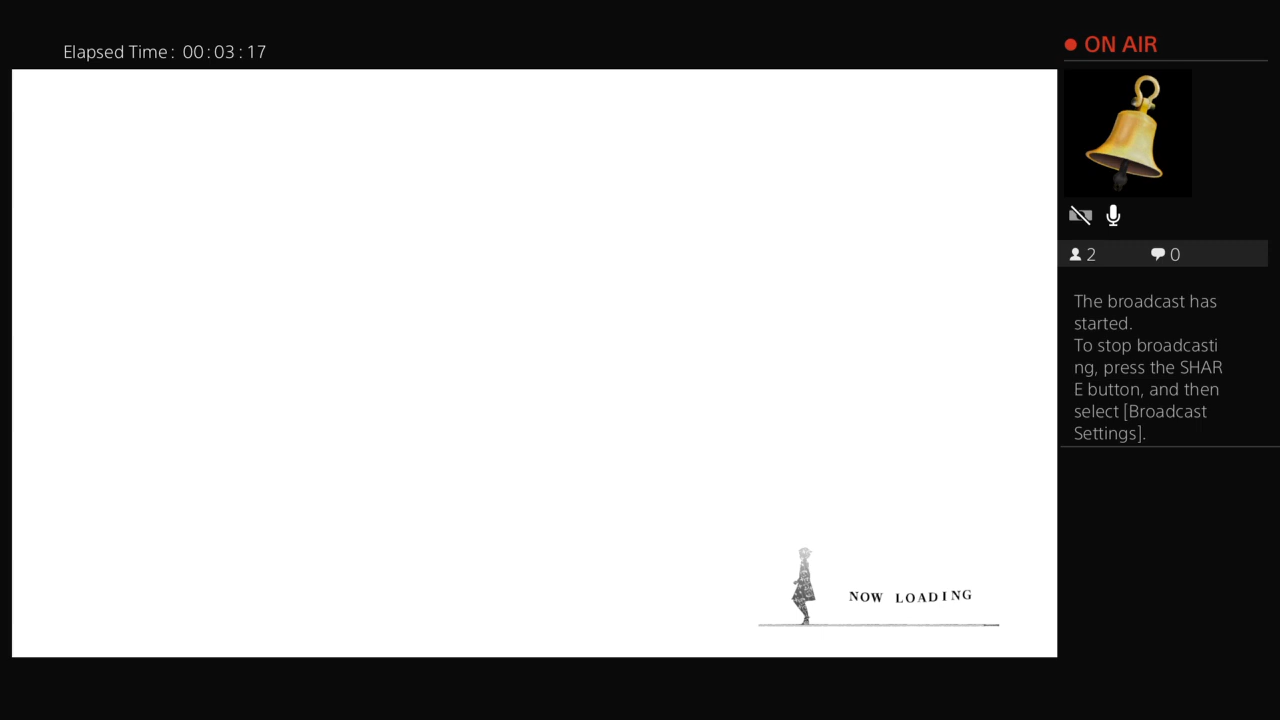 Elapsed Time: 00:03:17
ON AIR
2 0
The broadcast has
started.
To stop broadcasti
ng, press the SHAR
E button, and then
select [Broadcast
Settings].
NOW LOADING